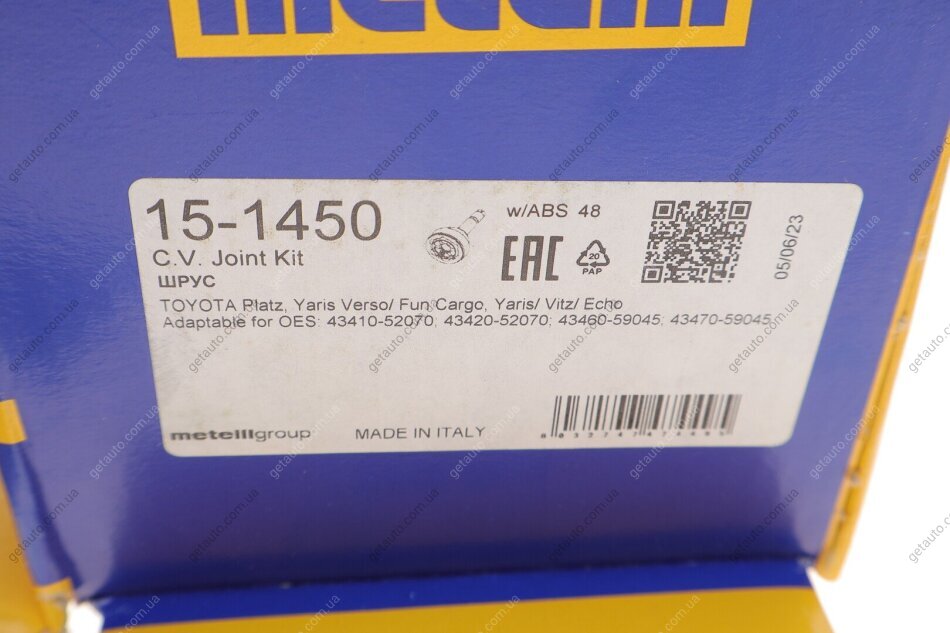 metelli
15-1450
C.V. Joint Kit
ШРУС
w/ABS 48
EAC
20
PAP
05/06/23
TOYOTA Platz, Yaris Verso/ Fun Cargo, Yaris/ Vitz/ Echo
Adaptable for OES: 43410-52070; 43420-52070; 43460-59045; 43470-59045;
metelligroup
MADE IN ITALY
getauto.com.ua